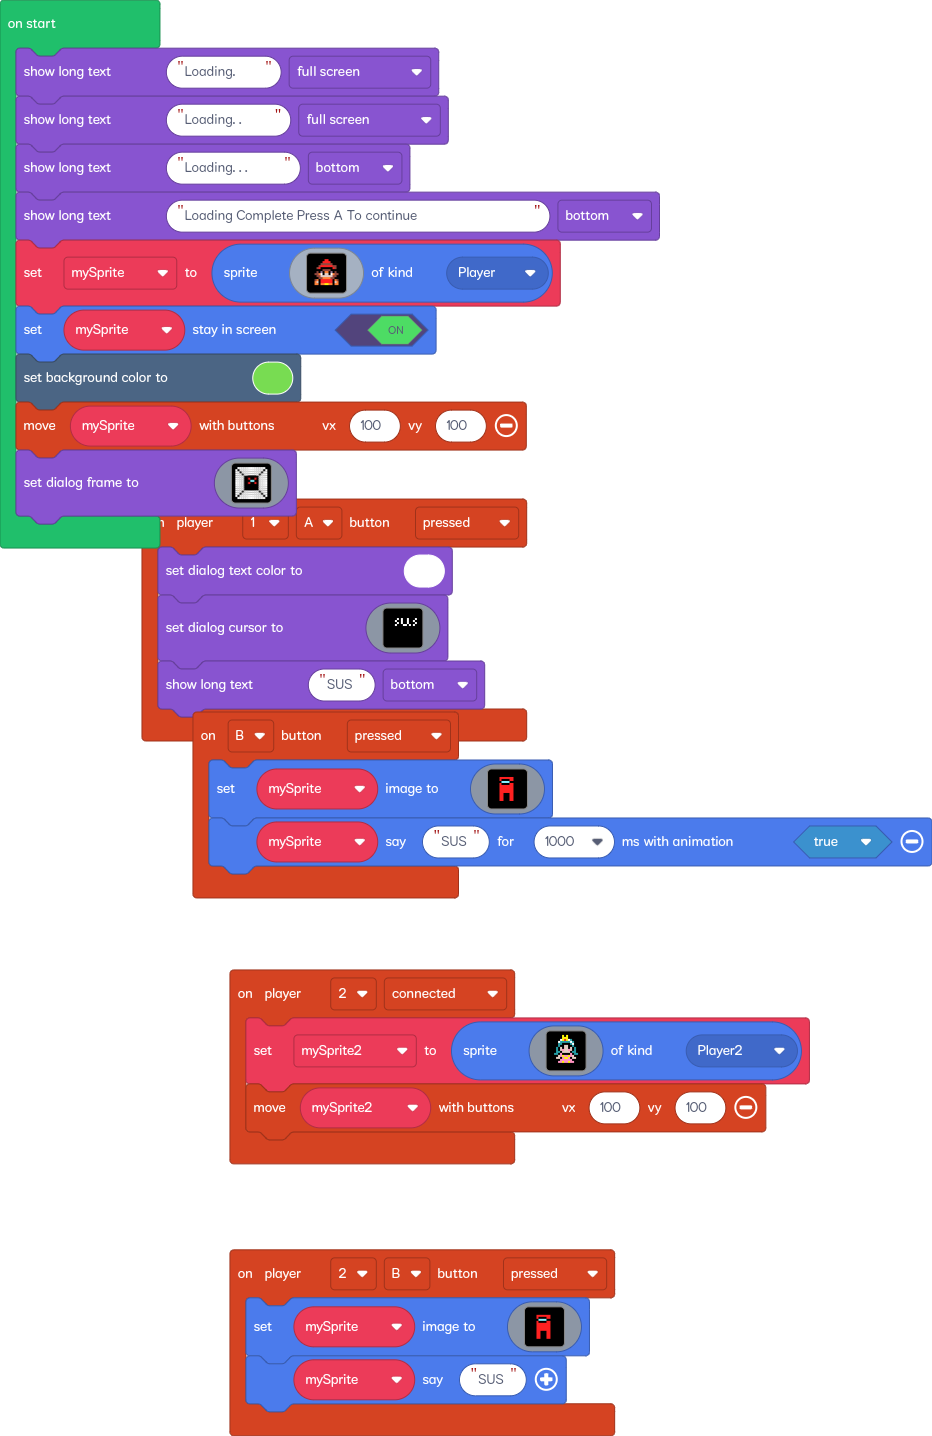 on start
show long text "Loading. " full screen
show long text "Loading. . " full screen
show long text "Loading. . . " bottom
show long text "Loading Complete Press A To continue " bottom
set mySprite to sprite of kind Player
set mySprite stay in screen ON
set background color to
move mySprite with buttons vx 100 vy 100
set dialog frame to
player 1 A button pressed
set dialog text color to
set dialog cursor to sus
show long text "SUS " bottom
on B button pressed
set mySprite image to
mySprite say "SUS " for 1000 ms with animation true
on player 2 connected
set mySprite2 to sprite of kind Player2
move mySprite2 with buttons vx 100 vy 100
on player 2 B button pressed
set mySprite image to
mySprite say "SUS "